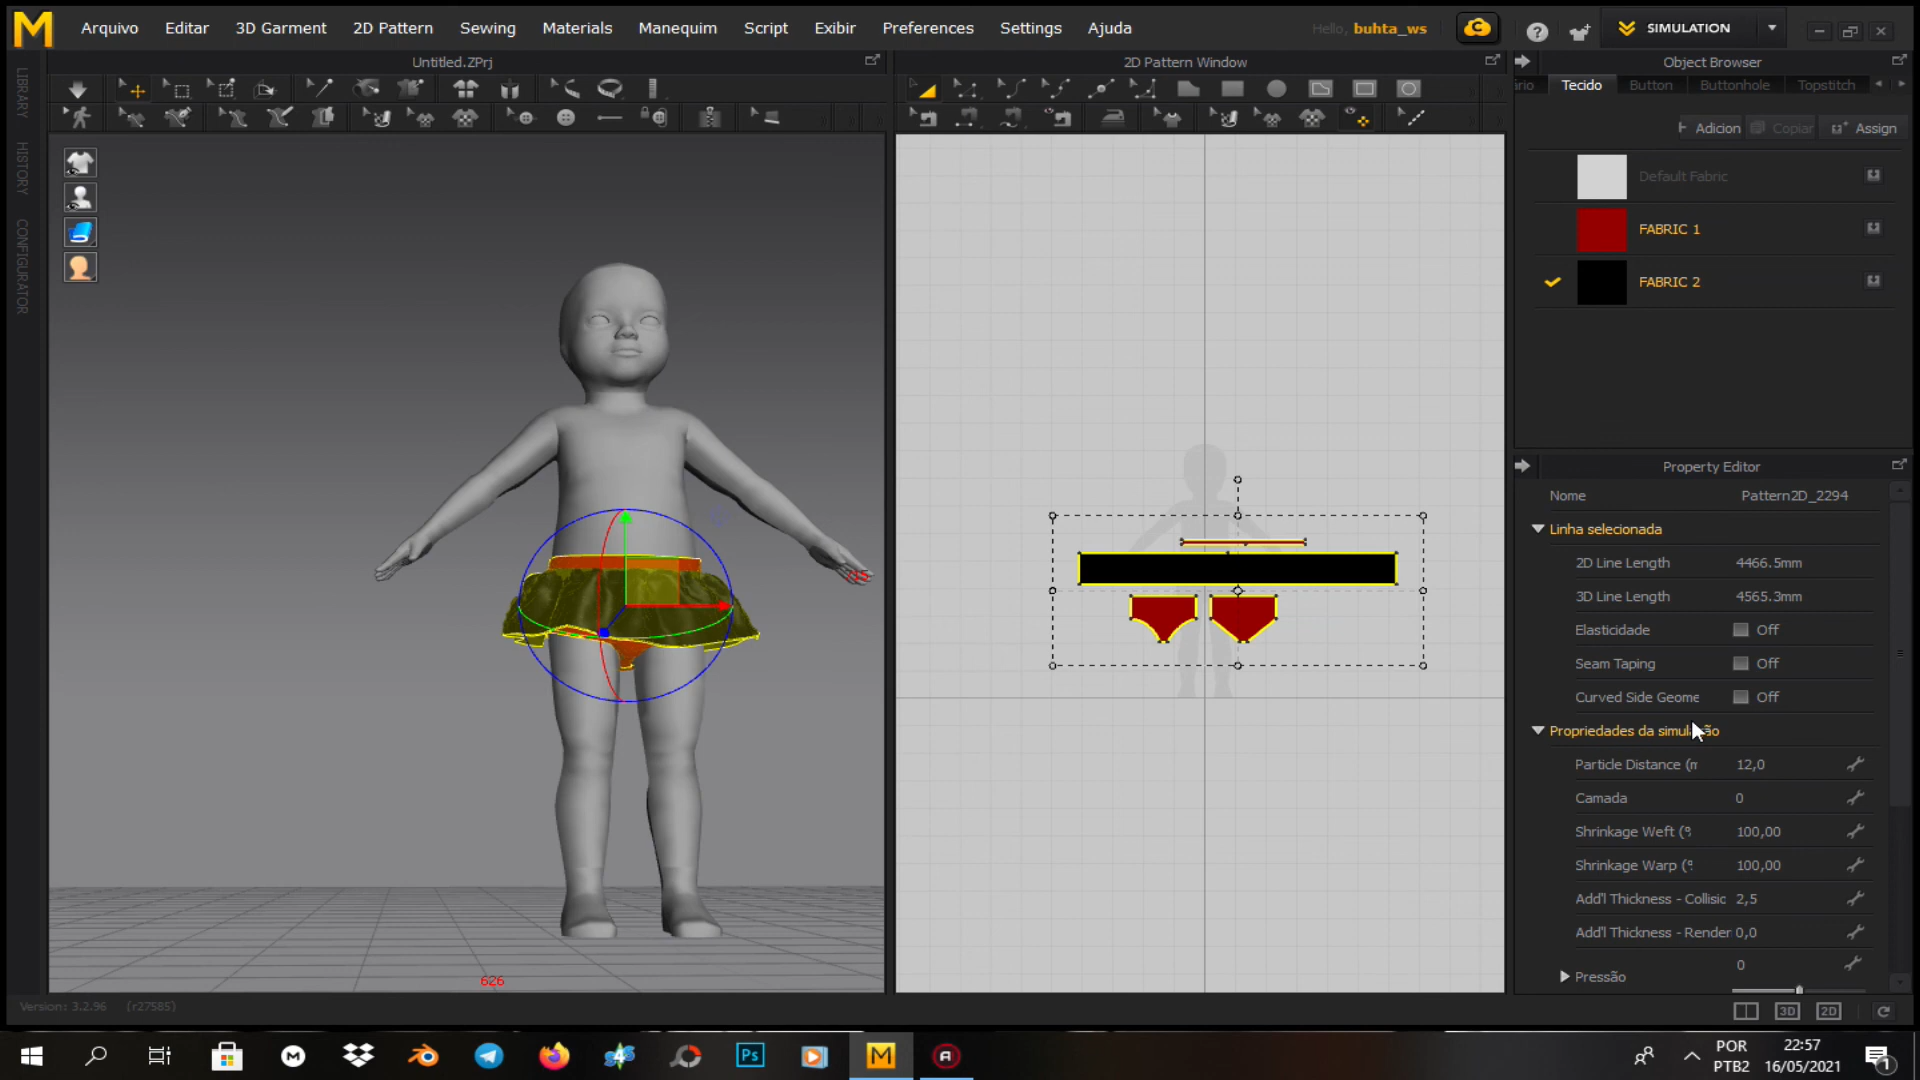 M Arquivo Editar 3D Garment 2D Pattern Sewing Materials Manequim Script Exibir Preferences Settings Ajuda Hello, buhta_ws C ? SIMULATION
Untitled.ZPrj
2D Pattern Window
Object Browser
LIBRARY
HISTORY
CONFIGURATOR
ário Tecido Button Buttonhole Topstitch
Adicion Copiar Assign
Default Fabric
FABRIC 1
FABRIC 2
Property Editor
Nome Pattern2D_2294
Linha selecionada
2D Line Length 4466.5mm
3D Line Length 4565.3mm
Elasticidade Off
Seam Taping Off
Curved Side Geome Off
Propriedades da simulação
Particle Distance (m 12,0
Camada 0
Shrinkage Weft (% 100,00
Shrinkage Warp (% 100,00
Add'l Thickness - Collisic 2,5
Add'l Thickness - Render 0,0
Pressão 0
626
Version: 3.2.96 (r27585)
3D 2D
Ps M
POR
PTB2
22:57
16/05/2021
1